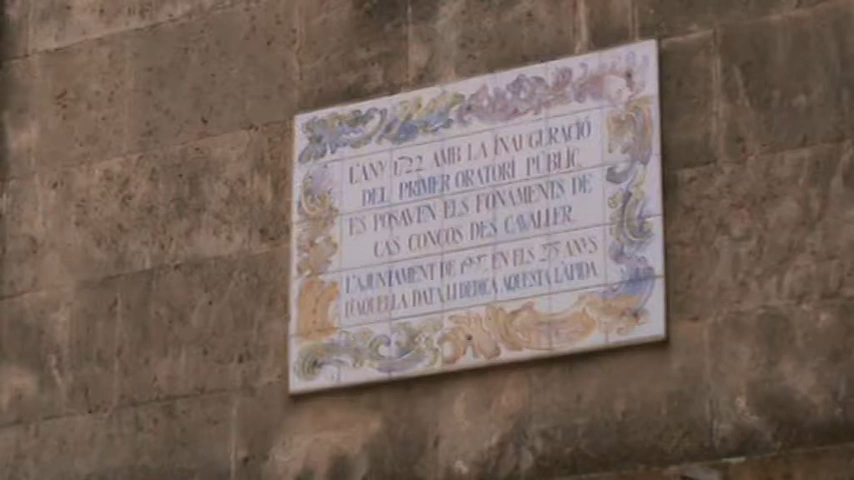 L'ANY 1722 AMB LA INAUGURACIÓ
DEL PRIMER ORATORI PÚBLIC
ES POSAVEN ELS FONAMENTS DE
CAS CONCOS DES CAVALLER.
L'AJUNTAMENT DE EN ELS 275 ANYS
D'AQUELLA DATA LI DEDICA AQUESTA LÀPIDA